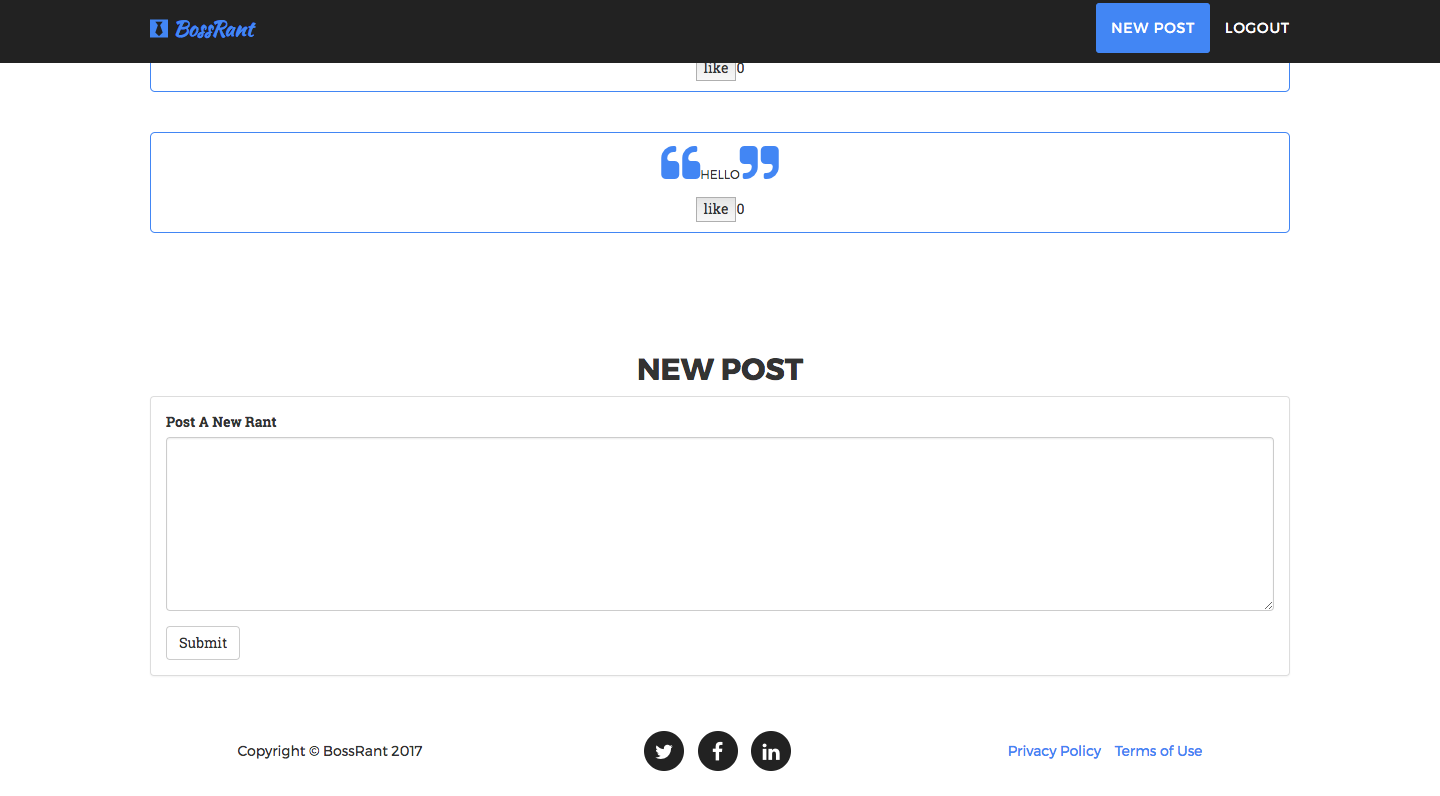 BossRant
NEW POST LOGOUT
like 0
“HELLO”
like 0
NEW POST
Post A New Rant
Submit
Copyright © BossRant 2017
Privacy Policy Terms of Use